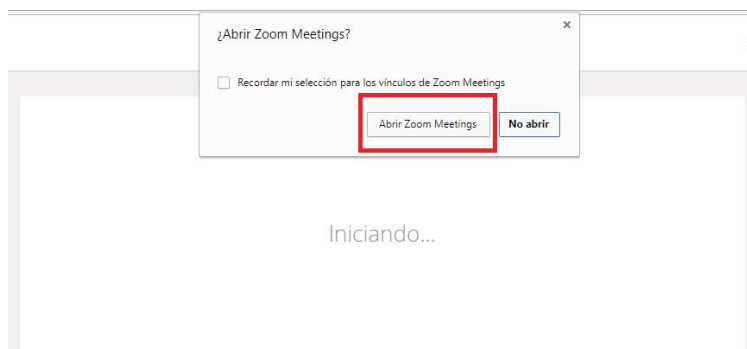 ¿Abrir Zoom Meetings?
Recordar mi selección para los vínculos de Zoom Meetings
Abrir Zoom Meetings No abrir
Iniciando...